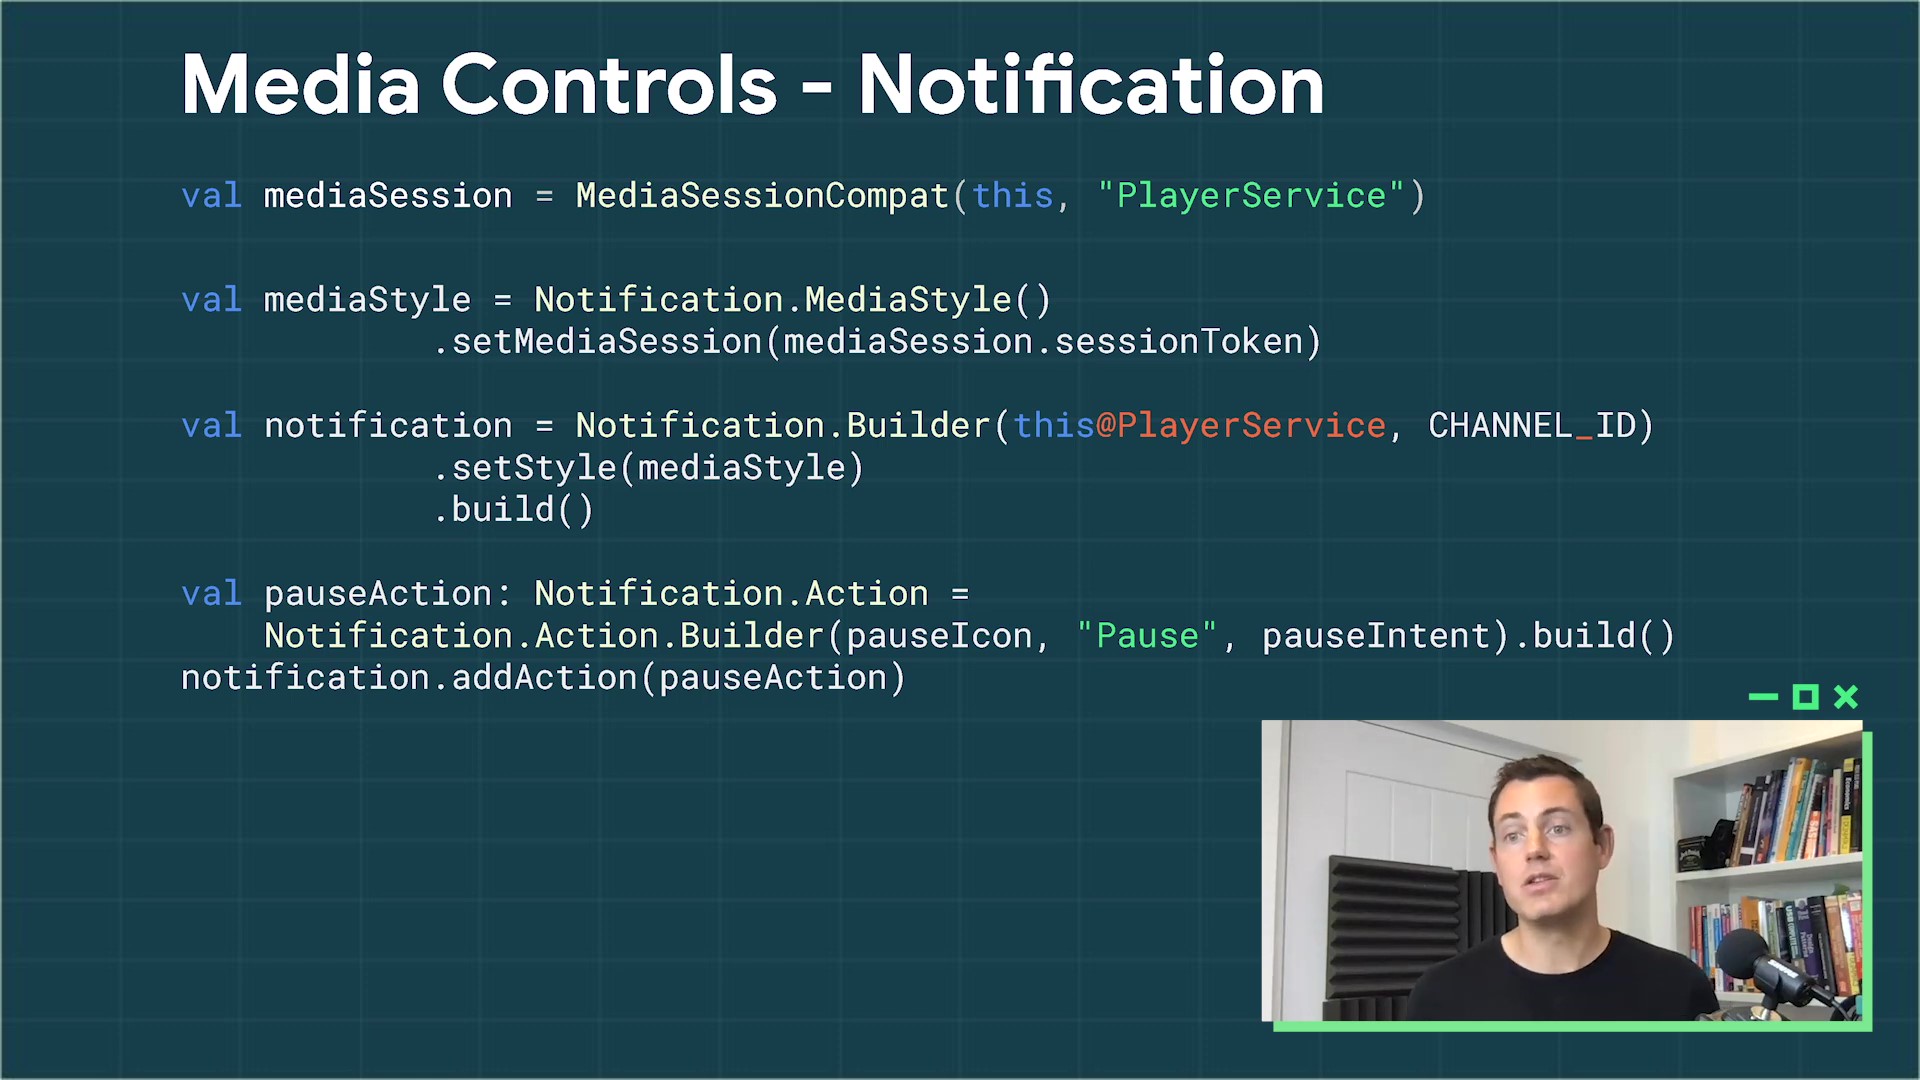 Media Controls - Notification
val mediaSession = MediaSessionCompat(this, "PlayerService")
val mediaStyle = Notification.MediaStyle()
.setMediaSession(mediaSession.sessionToken)
val notification = Notification.Builder(this@PlayerService, CHANNEL_ID)
.setStyle(mediaStyle)
.build()
val pauseAction: Notification.Action =
Notification.Action.Builder(pauseIcon, "Pause", pauseIntent).build()
notification.addAction(pauseAction)
Economics
SHURE